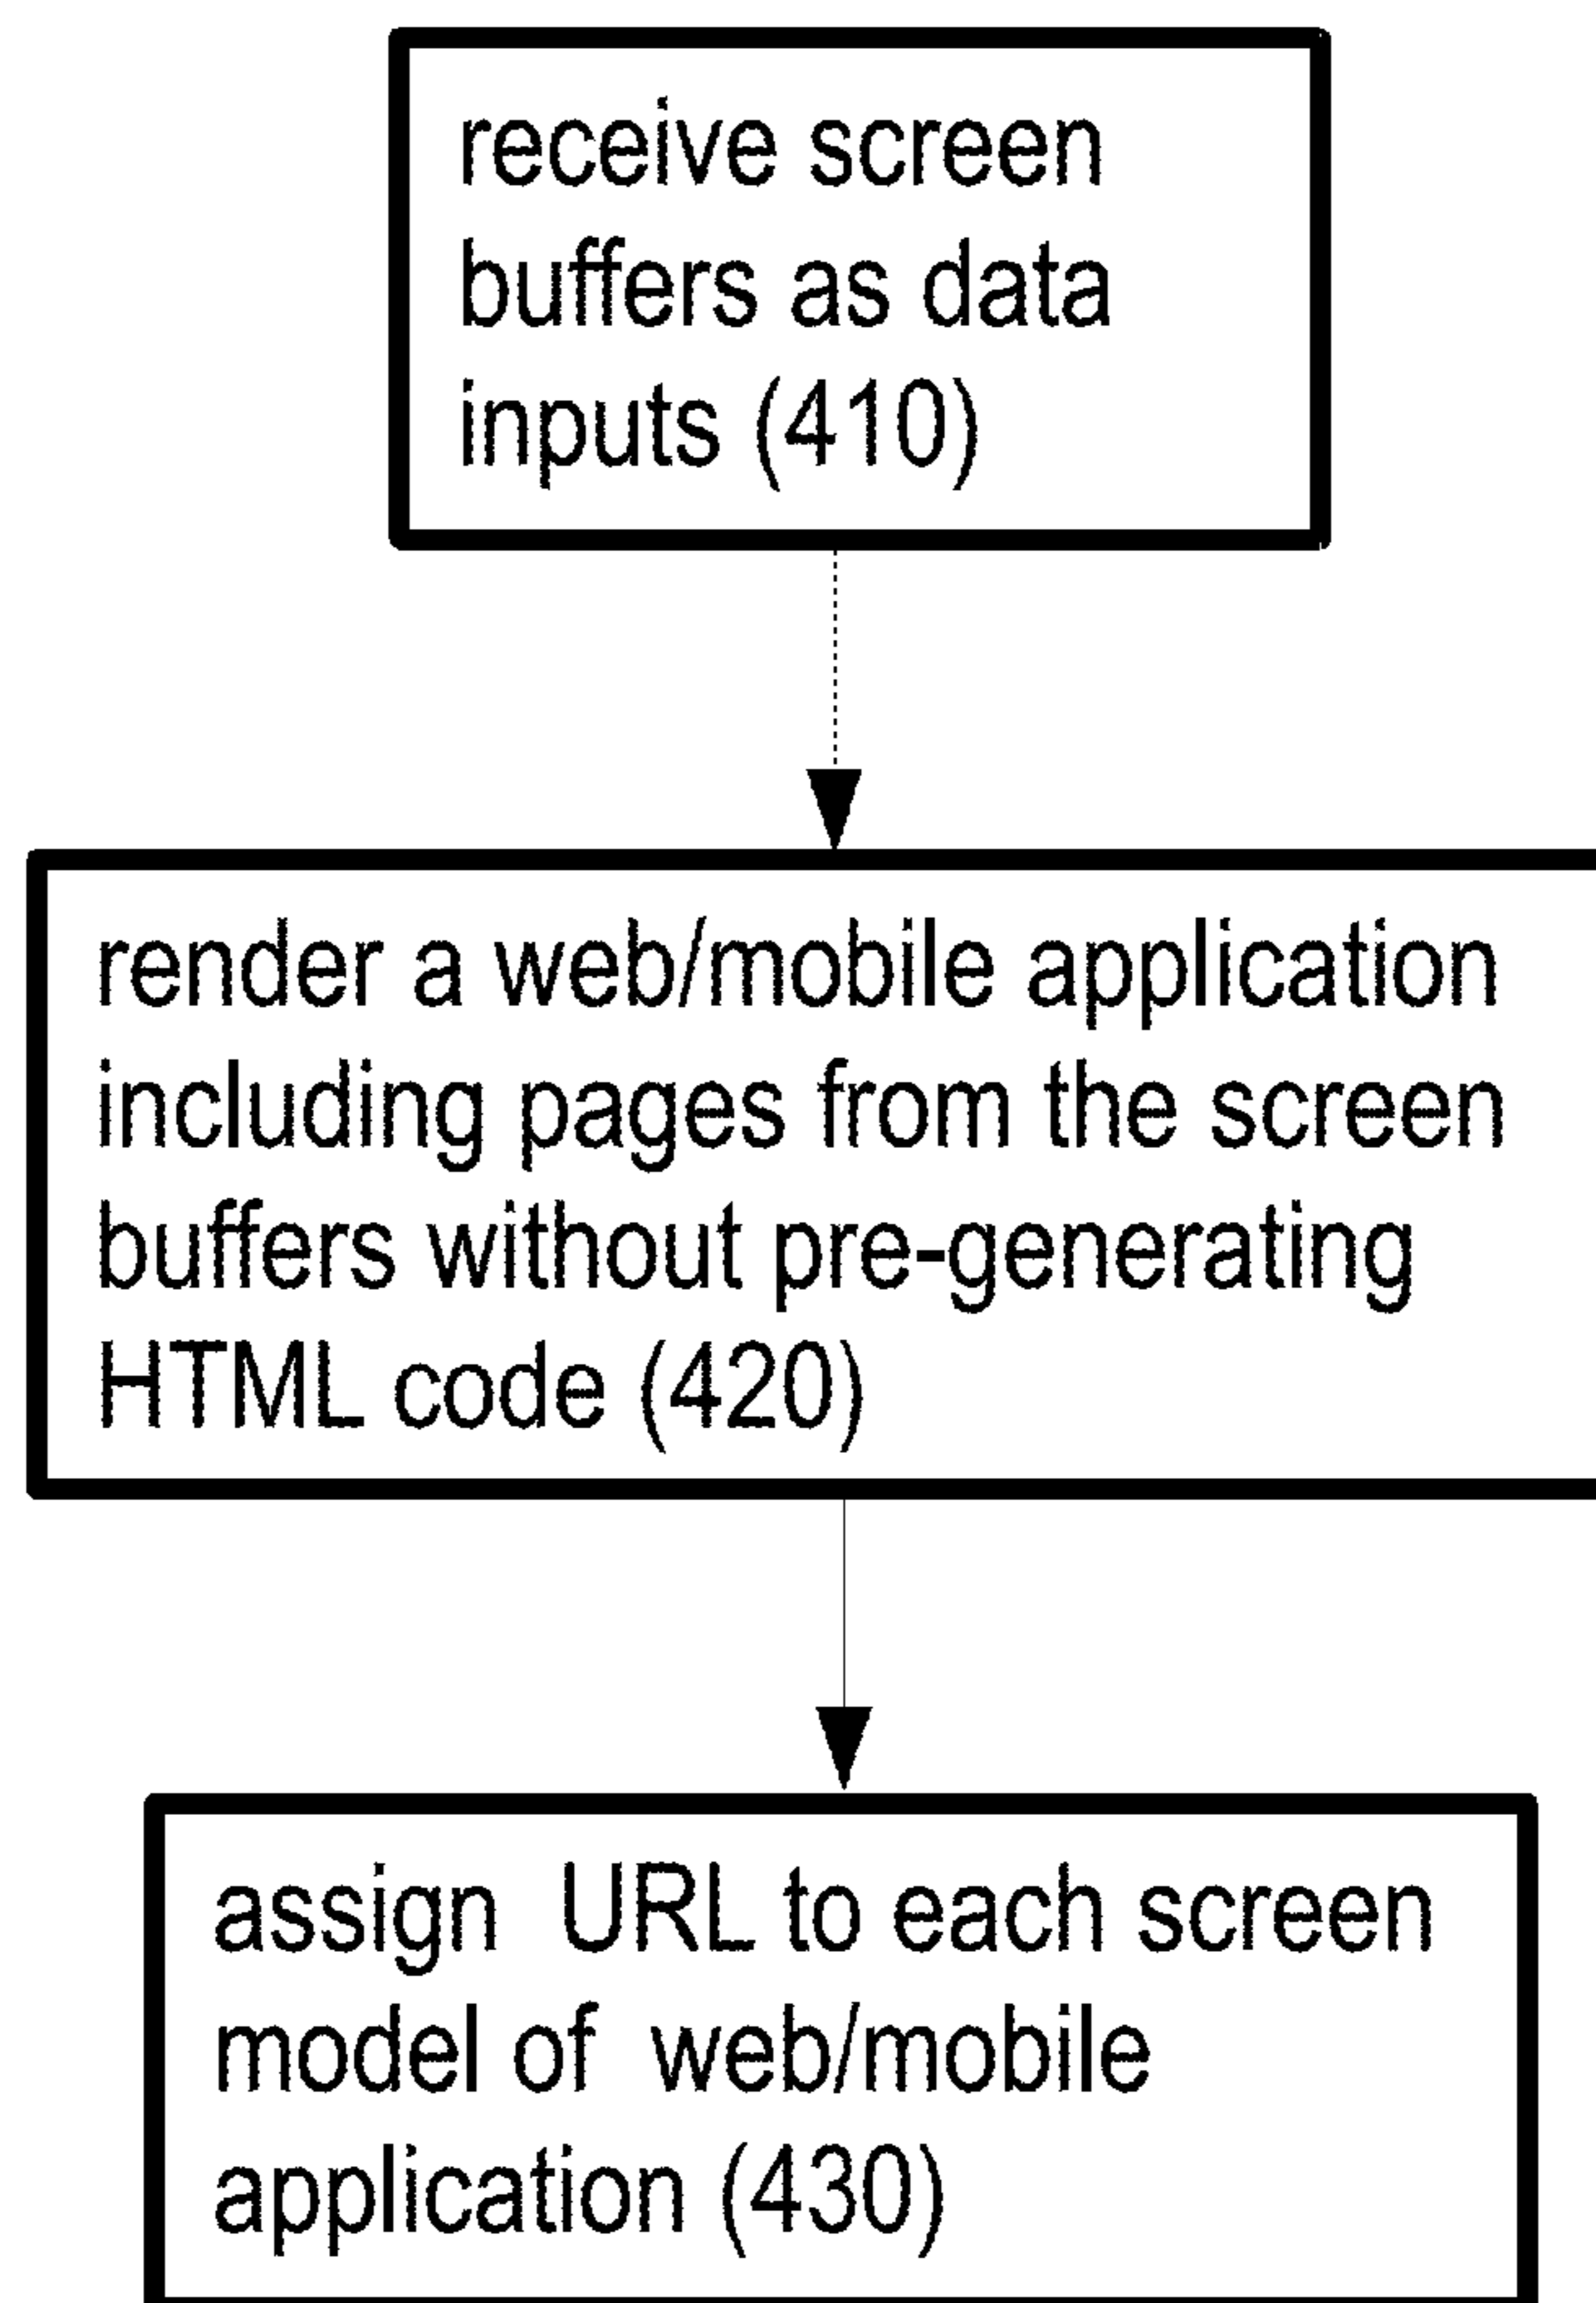 receive screen
buffers as data
inputs (410)
render a web/mobile application
including pages from the screen
buffers without pre-generating
HTML code (420)
assign URL to each screen
model of web/mobile
application (430)